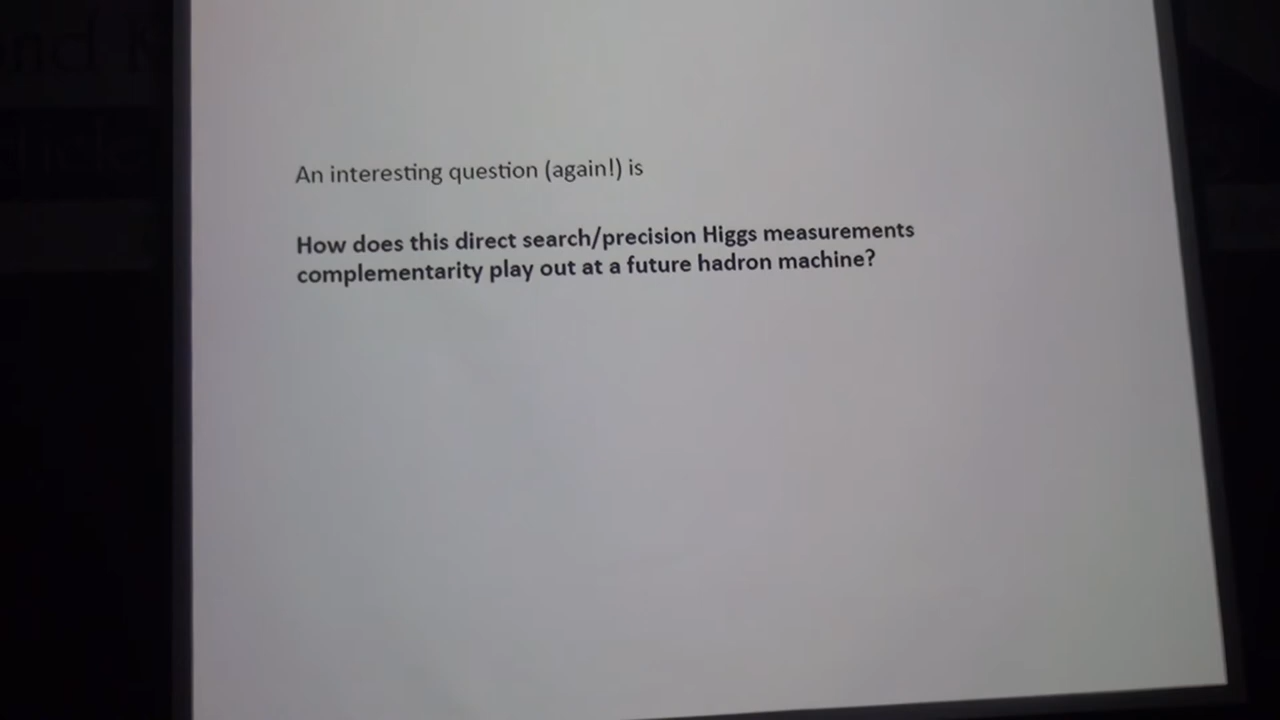 An interesting question (again!) is
How does this direct search/precision Higgs measurements
complementarity play out at a future hadron machine?